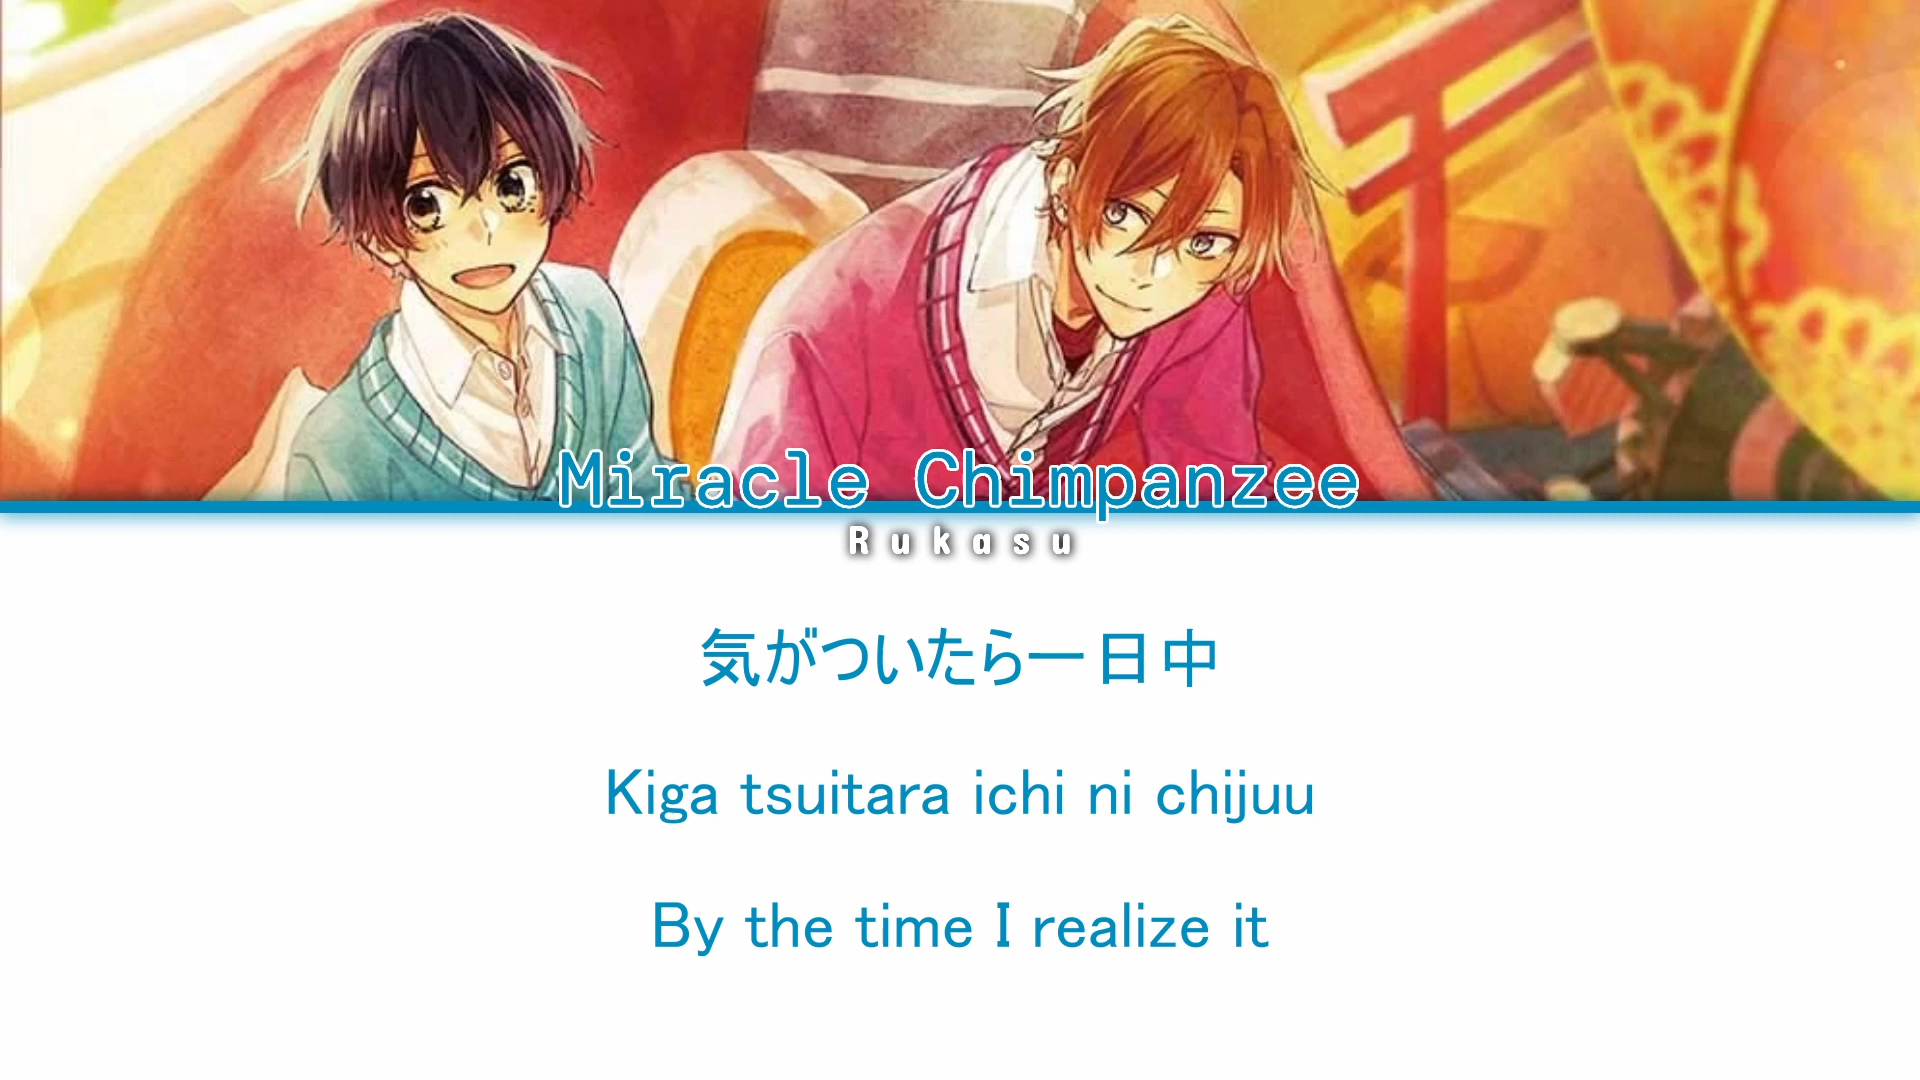 Miracle Chimpanzee
Rukasu
気がついたら一日中
Kiga tsuitara ichi ni chijuu
By the time I realize it